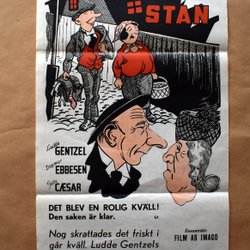 STAN
Ludde
GENTZEL
Dagmar
EBBESEN
Julia
CÆSAR
DET BLEV EN ROLIG KVÄLL!
Den saken är klar.
Nog skrattades det friskt i
går kväll. Ludde Gentzels
Ensamrätt:
FILM AB IMAGO